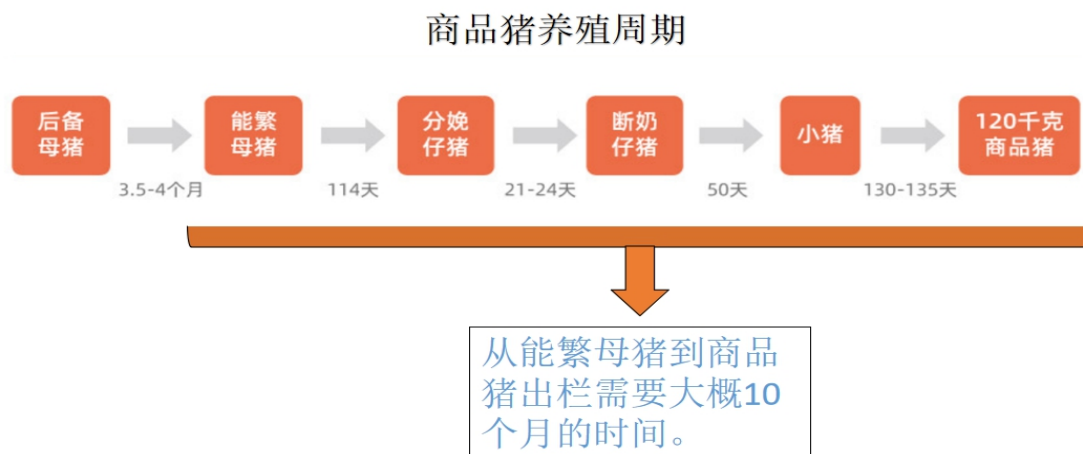 商品猪养殖周期
后备
母猪
能繁
母猪
分娩
仔猪
断奶
仔猪
小猪
120千克
商品猪
3.5-4个月
114天
21-24天
50天
130-135天
从能繁母猪到商品
猪出栏需要大概10
个月的时间。